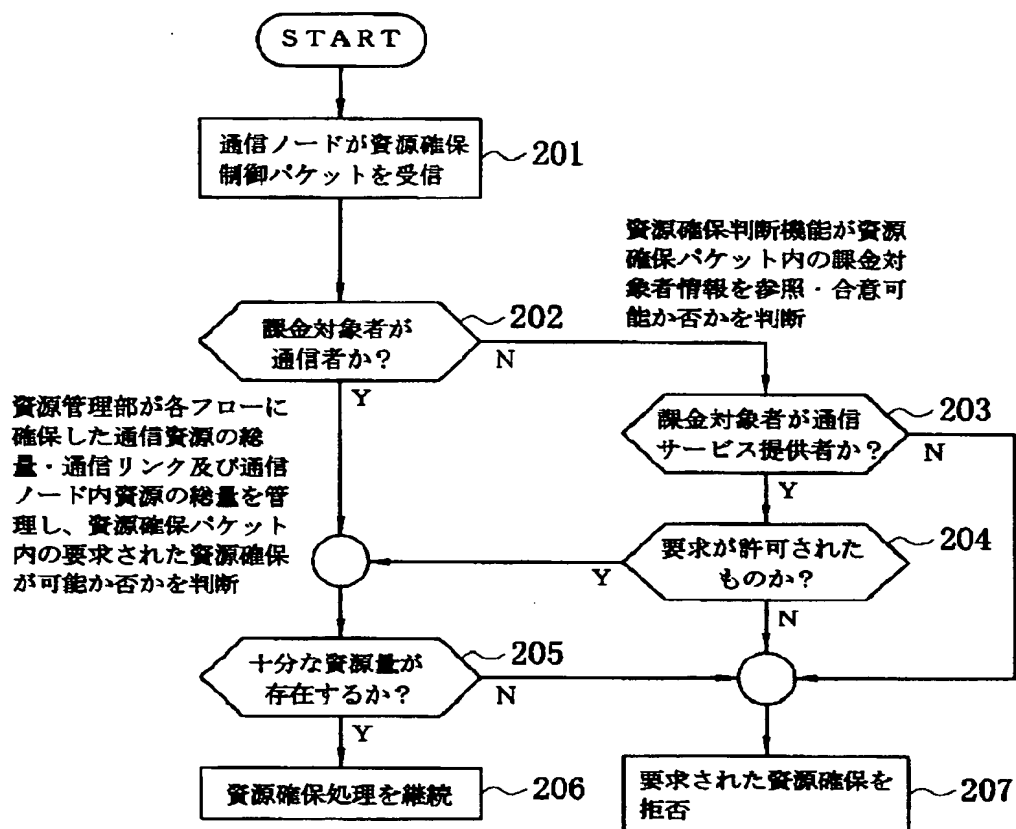 START
通信ノードが資源確保
制御パケットを受信
201
資源確保判断機能が資源
確保パケット内の課金対
象者情報を参照・合意可
能か否かを判断
課金対象者が
通信者か?
202
N
Y
資源管理部が各フローに
確保した通信資源の総
量・通信リンク及び通信
ノード内資源の総量を管
理し、資源確保パケット
内の要求された資源確保
が可能か否かを判断
課金対象者が通信
サービス提供者か?
203
N
Y
要求が許可された
ものか?
204
Y
N
十分な資源量が
存在するか?
205
N
Y
資源確保処理を継続
206
要求された資源確保を
拒否
207